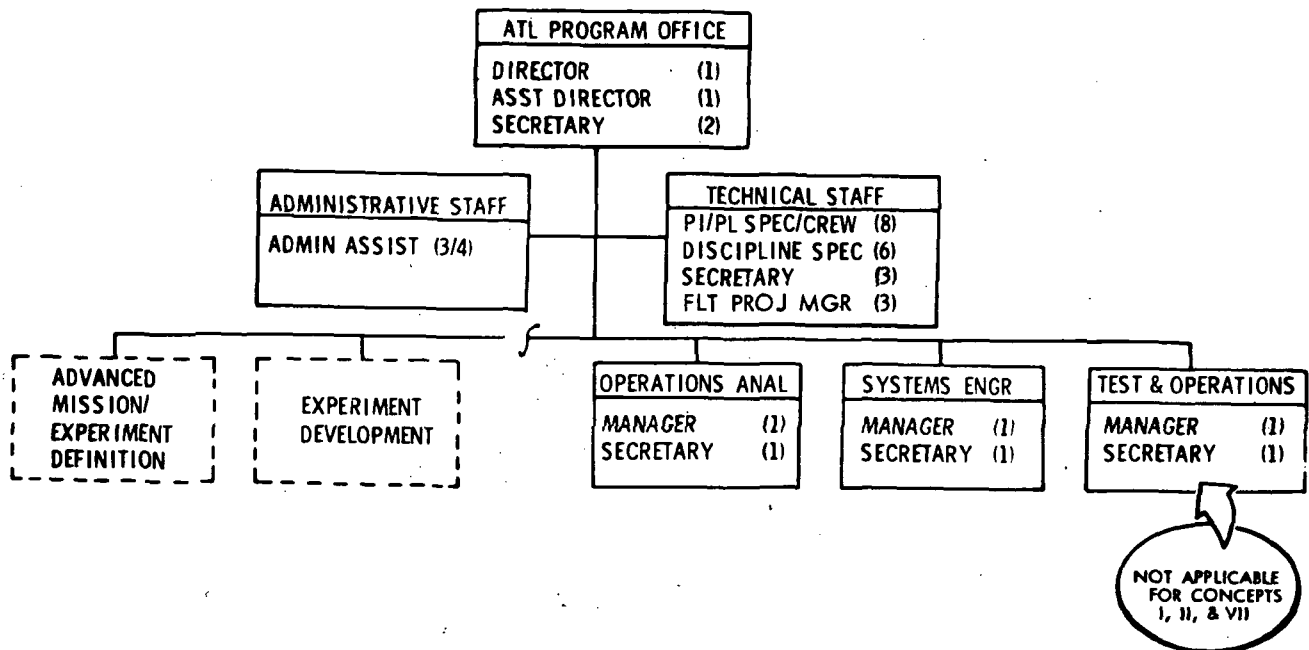 ATL PROGRAM OFFICE
DIRECTOR (1)
ASST DIRECTOR (1)
SECRETARY (2)
ADMINISTRATIVE STAFF
ADMIN ASSIST (3/4)
TECHNICAL STAFF
PI/PL SPEC/CREW (8)
DISCIPLINE SPEC (6)
SECRETARY (3)
FLT PROJ MGR (3)
ADVANCED
MISSION/
EXPERIMENT
DEFINITION
EXPERIMENT
DEVELOPMENT
OPERATIONS ANAL
MANAGER (1)
SECRETARY (1)
SYSTEMS ENGR
MANAGER (1)
SECRETARY (1)
TEST & OPERATIONS
MANAGER (1)
SECRETARY (1)
NOT APPLICABLE
FOR CONCEPTS
I, II, & VII